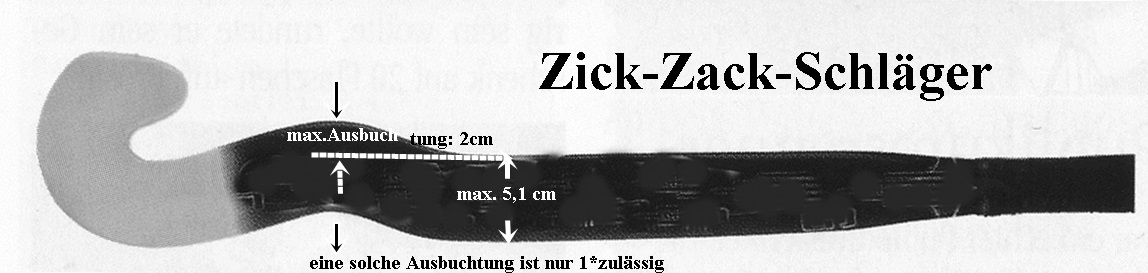 Zick-Zack-Schläger
max.Ausbuch tung: 2cm
max. 5,1 cm
eine solche Ausbuchtung ist nur 1*zulässig